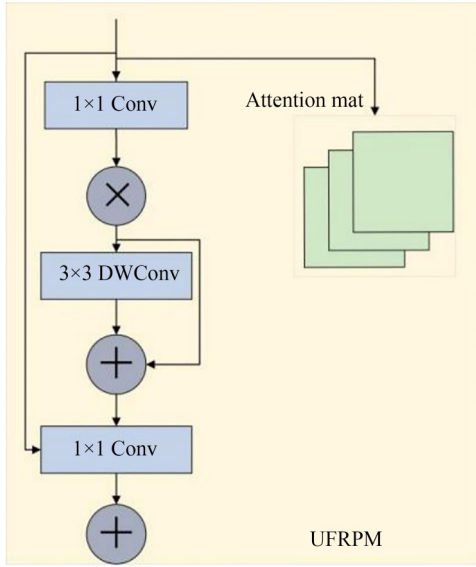 1×1 Conv
Attention mat
3×3 DWConv
1×1 Conv
UFRPM